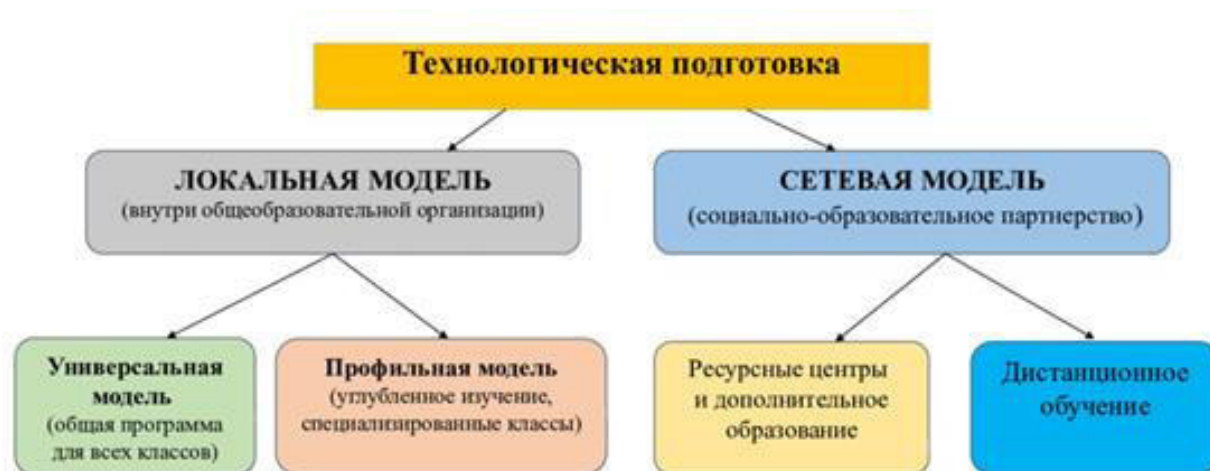 Технологическая подготовка
ЛОКАЛЬНАЯ МОДЕЛЬ
(внутри общеобразовательной организации)
СЕТЕВАЯ МОДЕЛЬ
(социально-образовательное партнерство)
Универсальная
модель
(общая программа
для всех классов)
Профильная модель
(углубленное изучение,
специализированные классы)
Ресурсные центры
и дополнительное
образование
Дистанционное
обучение